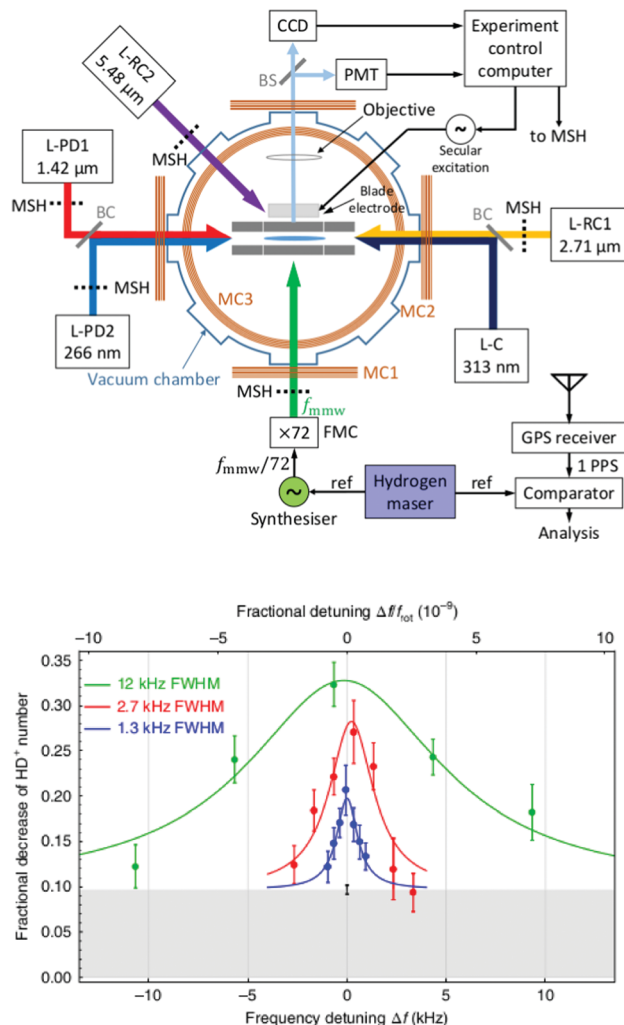 CCD
Experiment
control
computer
L-RC2
5.48 µm
BS
PMT
Objective
to MSH
Secular
excitation
L-PD1
1.42 µm
MSH
Blade
electrode
MSH
BC
BC
MSH
L-RC1
2.71 µm
MSH
MC3
MC2
L-PD2
266 nm
L-C
313 nm
Vacuum chamber
MC1
MSH
f_mmw
×72
FMC
GPS receiver
f_mmw/72
1 PPS
ref
Hydrogen
maser
ref
Comparator
Synthesiser
Analysis
Fractional detuning Δf/f_rot (10⁻⁹)
−10 −5 0 5 10
Fractional decrease of HD⁺ number
0.35
0.30
0.25
0.20
0.15
0.10
0.05
0.00
12 kHz FWHM
2.7 kHz FWHM
1.3 kHz FWHM
−10 −5 0 5 10
Frequency detuning Δf (kHz)